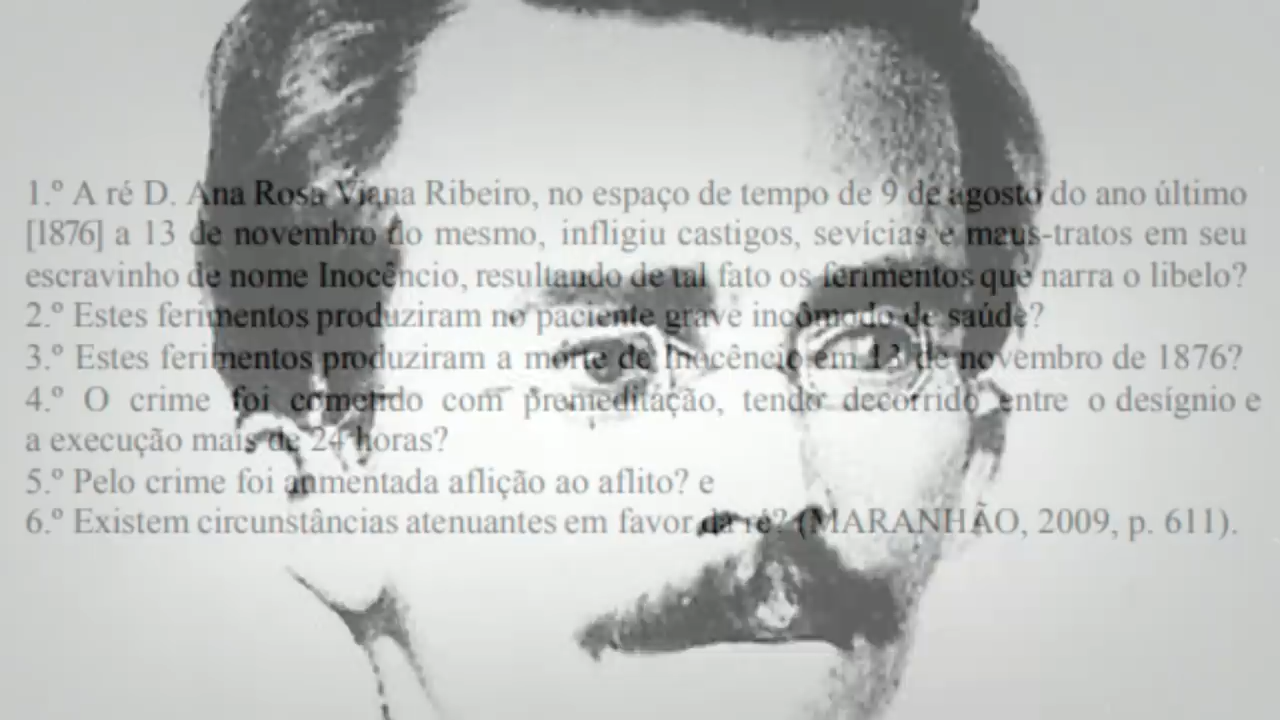 1.º A ré D. Ana Rosa Viana Ribeiro, no espaço de tempo de 9 de agosto do ano último
[1876] a 13 de novembro do mesmo, infligiu castigos, sevícias e maus-tratos em seu
escravinho de nome Inocêncio, resultando de tal fato os ferimentos que narra o libelo?
2.º Estes ferimentos produziram no paciente grave incômodo de saúde?
3.º Estes ferimentos produziram a morte de Inocêncio em 13 de novembro de 1876?
4.º O crime foi cometido com premeditação, tendo decorrido entre o desígnio e
a execução mais de 24 horas?
5.º Pelo crime foi aumentada aflição ao aflito? e
6.º Existem circunstâncias atenuantes em favor da ré? (MARANHÃO, 2009, p. 611).